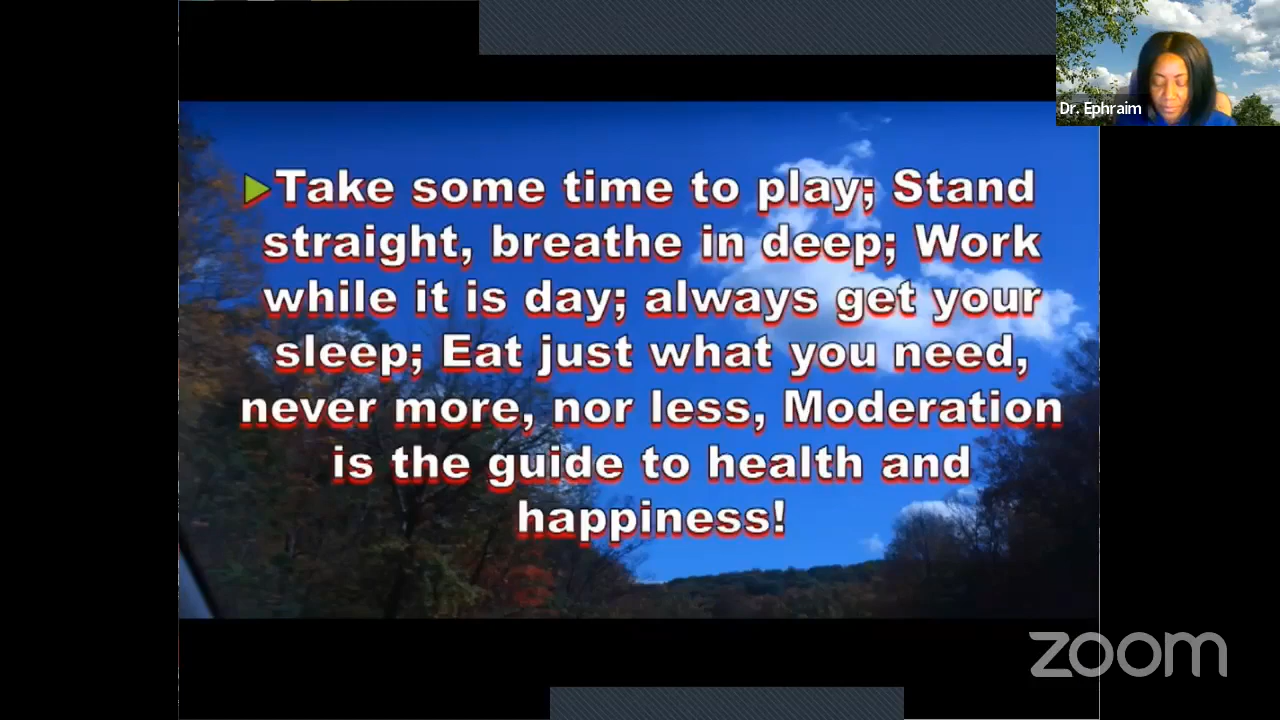 Dr. Ephraim
Take some time to play; Stand
straight, breathe in deep; Work
while it is day; always get your
sleep; Eat just what you need,
never more, nor less, Moderation
is the guide to health and
happiness!
zoom